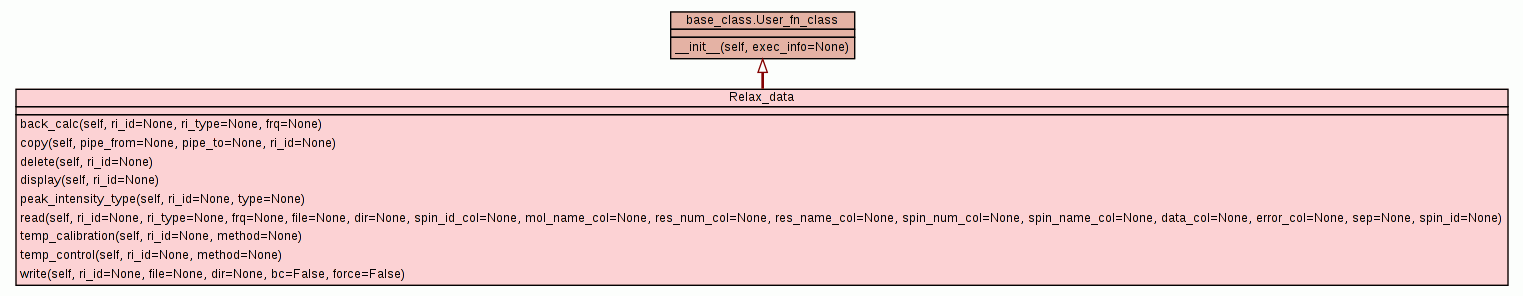 base_class.User_fn_class
__init__(self, exec_info=None)
Relax_data
back_calc(self, ri_id=None, ri_type=None, frq=None)
copy(self, pipe_from=None, pipe_to=None, ri_id=None)
delete(self, ri_id=None)
display(self, ri_id=None)
peak_intensity_type(self, ri_id=None, type=None)
read(self, ri_id=None, ri_type=None, frq=None, file=None, dir=None, spin_id_col=None, mol_name_col=None, res_num_col=None, res_name_col=None, spin_num_col=None, spin_name_col=None, data_col=None, error_col=None, sep=None, spin_id=None)
temp_calibration(self, ri_id=None, method=None)
temp_control(self, ri_id=None, method=None)
write(self, ri_id=None, file=None, dir=None, bc=False, force=False)